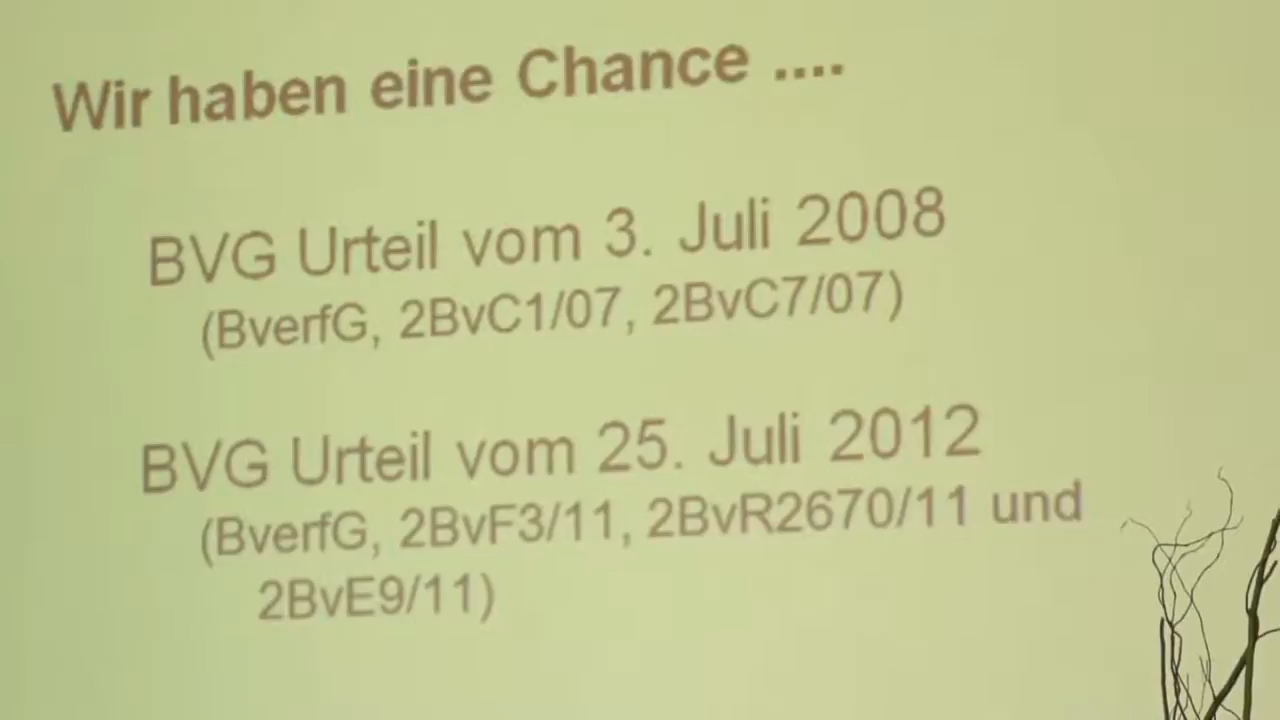 Wir haben eine Chance ....
BVG Urteil vom 3. Juli 2008
(BverfG, 2BvC1/07, 2BvC7/07)
BVG Urteil vom 25. Juli 2012
(BverfG, 2BvF3/11, 2BvR2670/11 und
2BvE9/11)